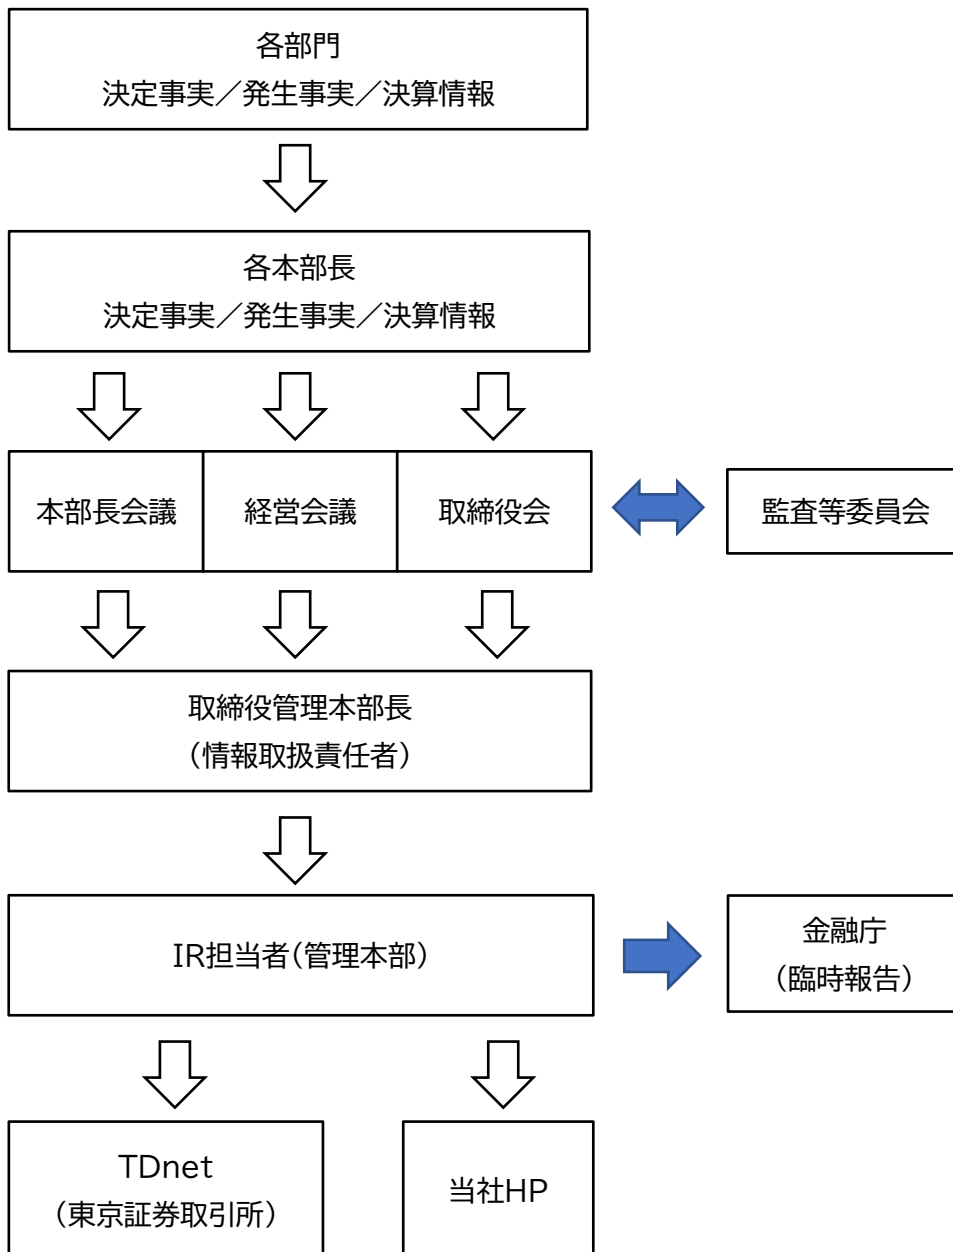 各部門
決定事実／発生事実／決算情報
各本部長
決定事実／発生事実／決算情報
本部長会議
経営会議
取締役会
監査等委員会
取締役管理本部長
（情報取扱責任者）
IR担当者（管理本部）
金融庁
（臨時報告）
TDnet
（東京証券取引所）
当社HP